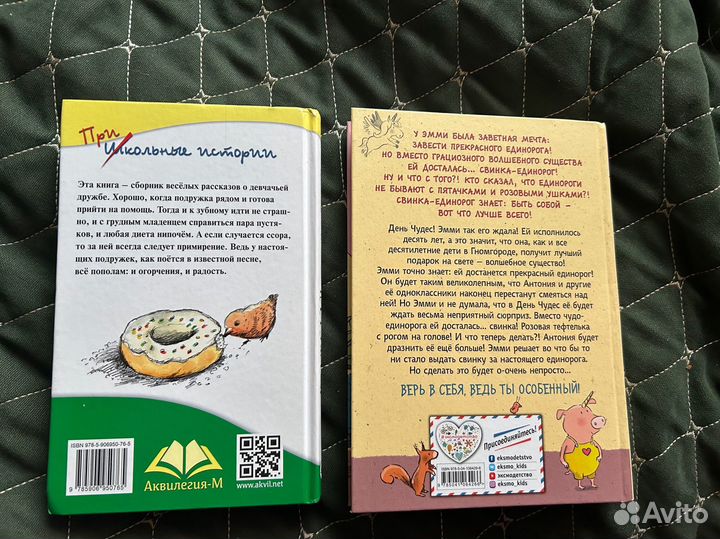 При
Школьные истории
Эта книга — сборник весёлых рассказов о девчачьей
дружбе. Хорошо, когда подружка рядом и готова
прийти на помощь. Тогда и к зубному идти не страш-
но, и с грудным младенцем справиться пара пустя-
ков, и любая диета нипочём. А если случается ссора,
то за ней всегда следует примирение. Ведь у настоя-
щих подружек, как поётся в известной песне,
всё пополам: и огорчения, и радость.
ISBN 978-5-906950-76-5
9 785906 950765
Аквилегия-М
www.akvil.net
У ЭММИ БЫЛА ЗАВЕТНАЯ МЕЧТА:
ЗАВЕСТИ ПРЕКРАСНОГО ЕДИНОРОГА!
НО ВМЕСТО ГРАЦИОЗНОГО ВОЛШЕБНОГО СУЩЕСТВА
ЕЙ ДОСТАЛАСЬ... СВИНКА-ЕДИНОРОГ!
НУ И ЧТО С ТОГО?! КТО СКАЗАЛ, ЧТО ЕДИНОРОГИ
НЕ БЫВАЮТ С ПЯТАЧКАМИ И РОЗОВЫМИ УШКАМИ?!
СВИНКА-ЕДИНОРОГ ЗНАЕТ: БЫТЬ СОБОЙ –
ВОТ ЧТО ЛУЧШЕ ВСЕГО!
День Чудес! Эмми так его ждала! Ей исполнилось
десять лет, а это значит, что она, как и все
десятилетние дети в Гномгороде, получит лучший
подарок на свете – волшебное существо!
Эмми точно знает: ей достанется прекрасный единорог!
Он будет таким великолепным, что Антония и другие
её одноклассники наконец перестанут смеяться над
ней! Но Эмми и не думала, что в День Чудес её будет
ждать весьма неприятный сюрприз. Вместо чудо-
единорога ей досталась... свинка! Розовая тефтелька
с рогом на голове! И что теперь делать?! Антония будет
дразнить её ещё больше! Эмми решает во что бы то
ни стало выдать свинку за настоящего единорога.
Но сделать это будет о-очень непросто...
ВЕРЬ В СЕБЯ, ВЕДЬ ТЫ ОСОБЕННЫЙ!
Присоединяйтесь!
eksmodetstvo
eksmo_kids
эксмодетство
eksmo_kids
Avito